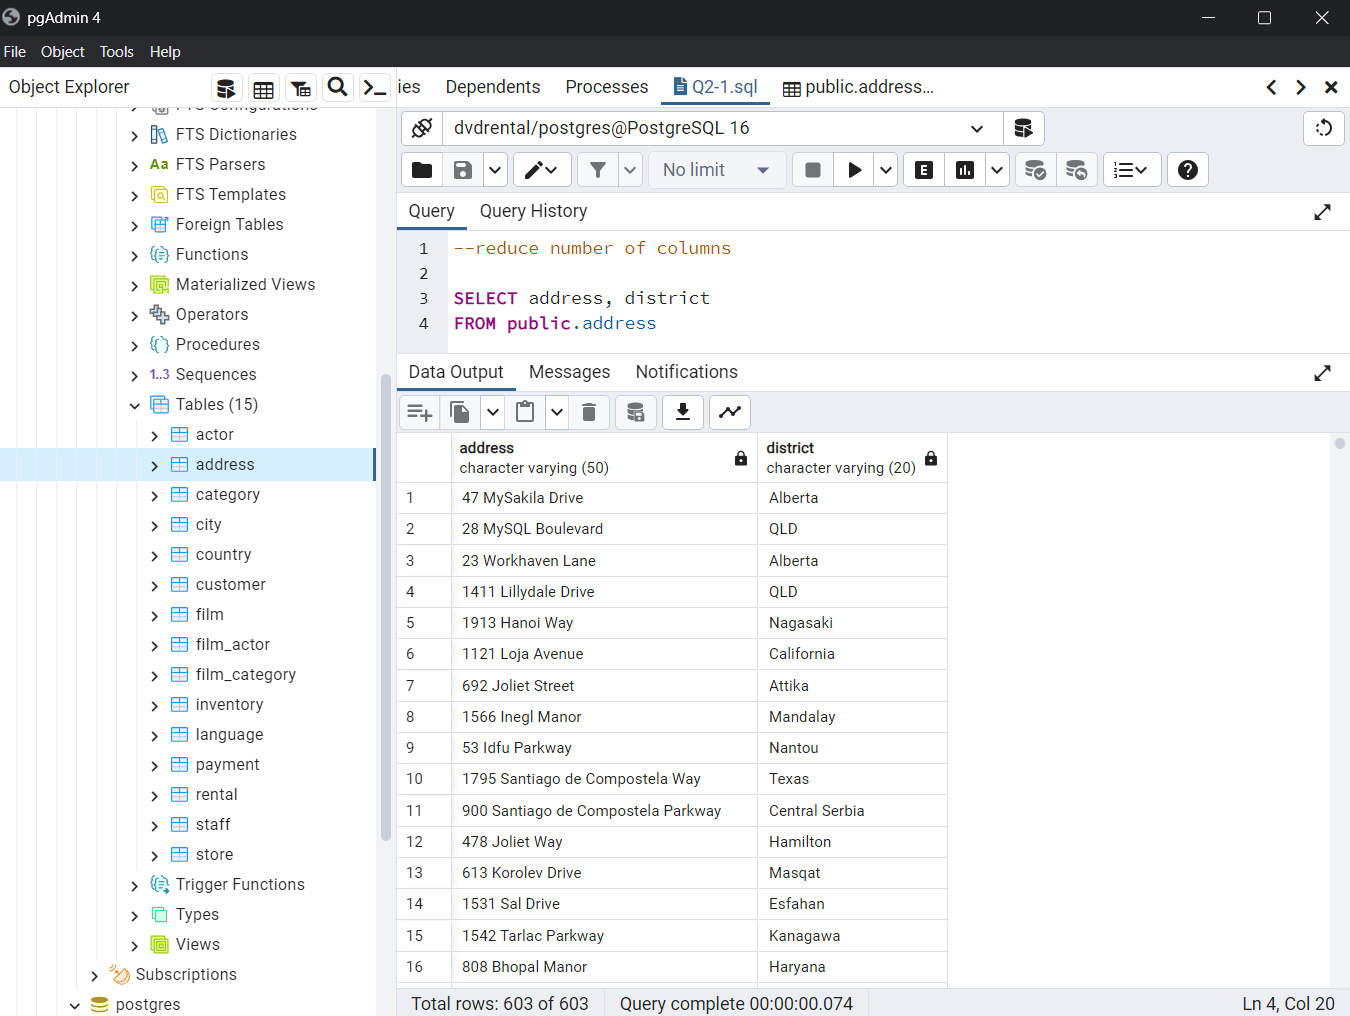 pgAdmin 4
File Object Tools Help
Object Explorer
ies Dependents Processes Q2-1.sql public.address...
FTS Configurations
FTS Dictionaries
Aa FTS Parsers
FTS Templates
Foreign Tables
Functions
Materialized Views
Operators
Procedures
1..3 Sequences
Tables (15)
actor
address
category
city
country
customer
film
film_actor
film_category
inventory
language
payment
rental
staff
store
Trigger Functions
Types
Views
Subscriptions
postgres
dvdrental/postgres@PostgreSQL 16
No limit
E
Query Query History
1 --reduce number of columns
2
3 SELECT address, district
4 FROM public.address
Data Output Messages Notifications
address district
character varying (50) character varying (20)
1 47 MySakila Drive Alberta
2 28 MySQL Boulevard QLD
3 23 Workhaven Lane Alberta
4 1411 Lillydale Drive QLD
5 1913 Hanoi Way Nagasaki
6 1121 Loja Avenue California
7 692 Joliet Street Attika
8 1566 Inegl Manor Mandalay
9 53 Idfu Parkway Nantou
10 1795 Santiago de Compostela Way Texas
11 900 Santiago de Compostela Parkway Central Serbia
12 478 Joliet Way Hamilton
13 613 Korolev Drive Masqat
14 1531 Sal Drive Esfahan
15 1542 Tarlac Parkway Kanagawa
16 808 Bhopal Manor Haryana
Total rows: 603 of 603 Query complete 00:00:00.074 Ln 4, Col 20